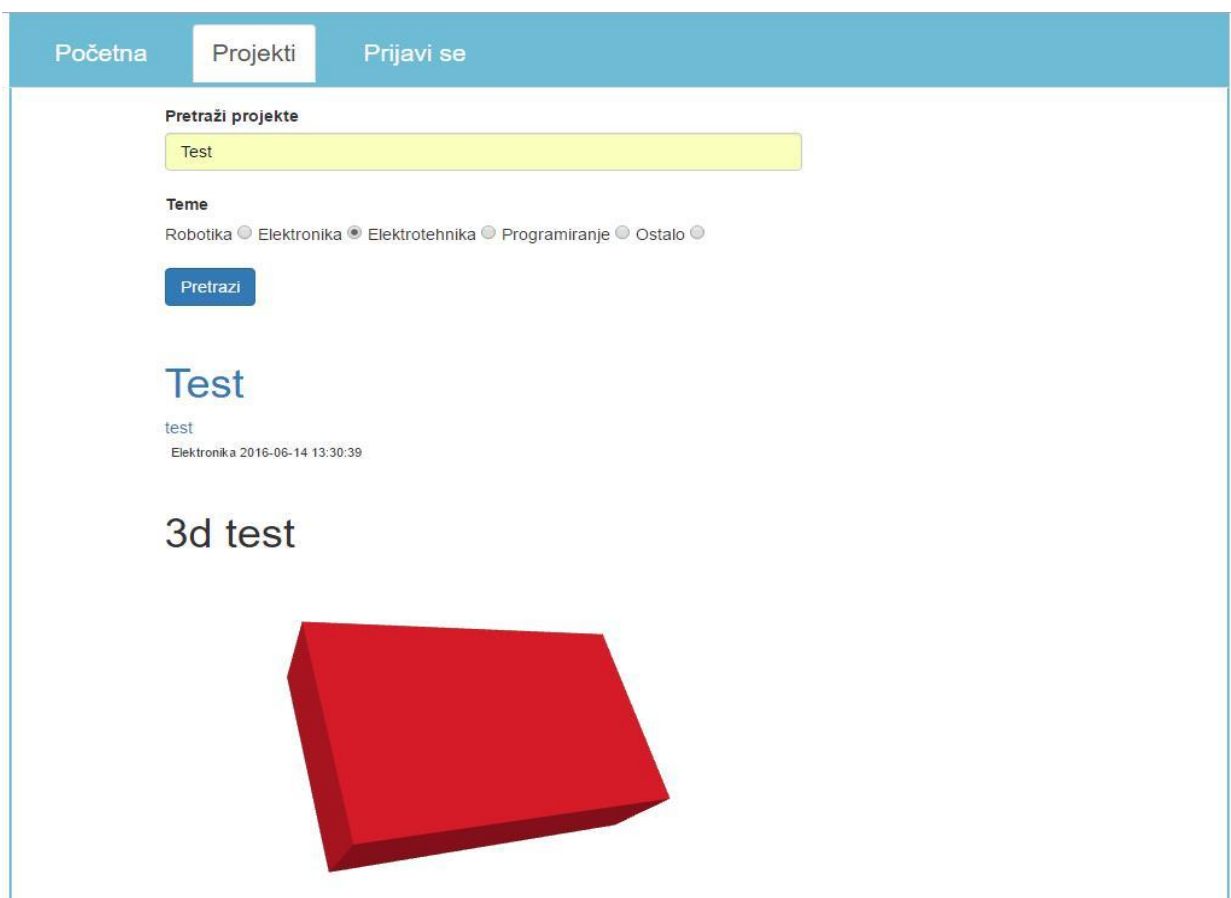 Početna Projekti Prijavi se
Pretraži projekte
Test
Teme
Robotika Elektronika Elektrotehnika Programiranje Ostalo
Pretrazi
Test
test
Elektronika 2016-06-14 13:30:39
3d test